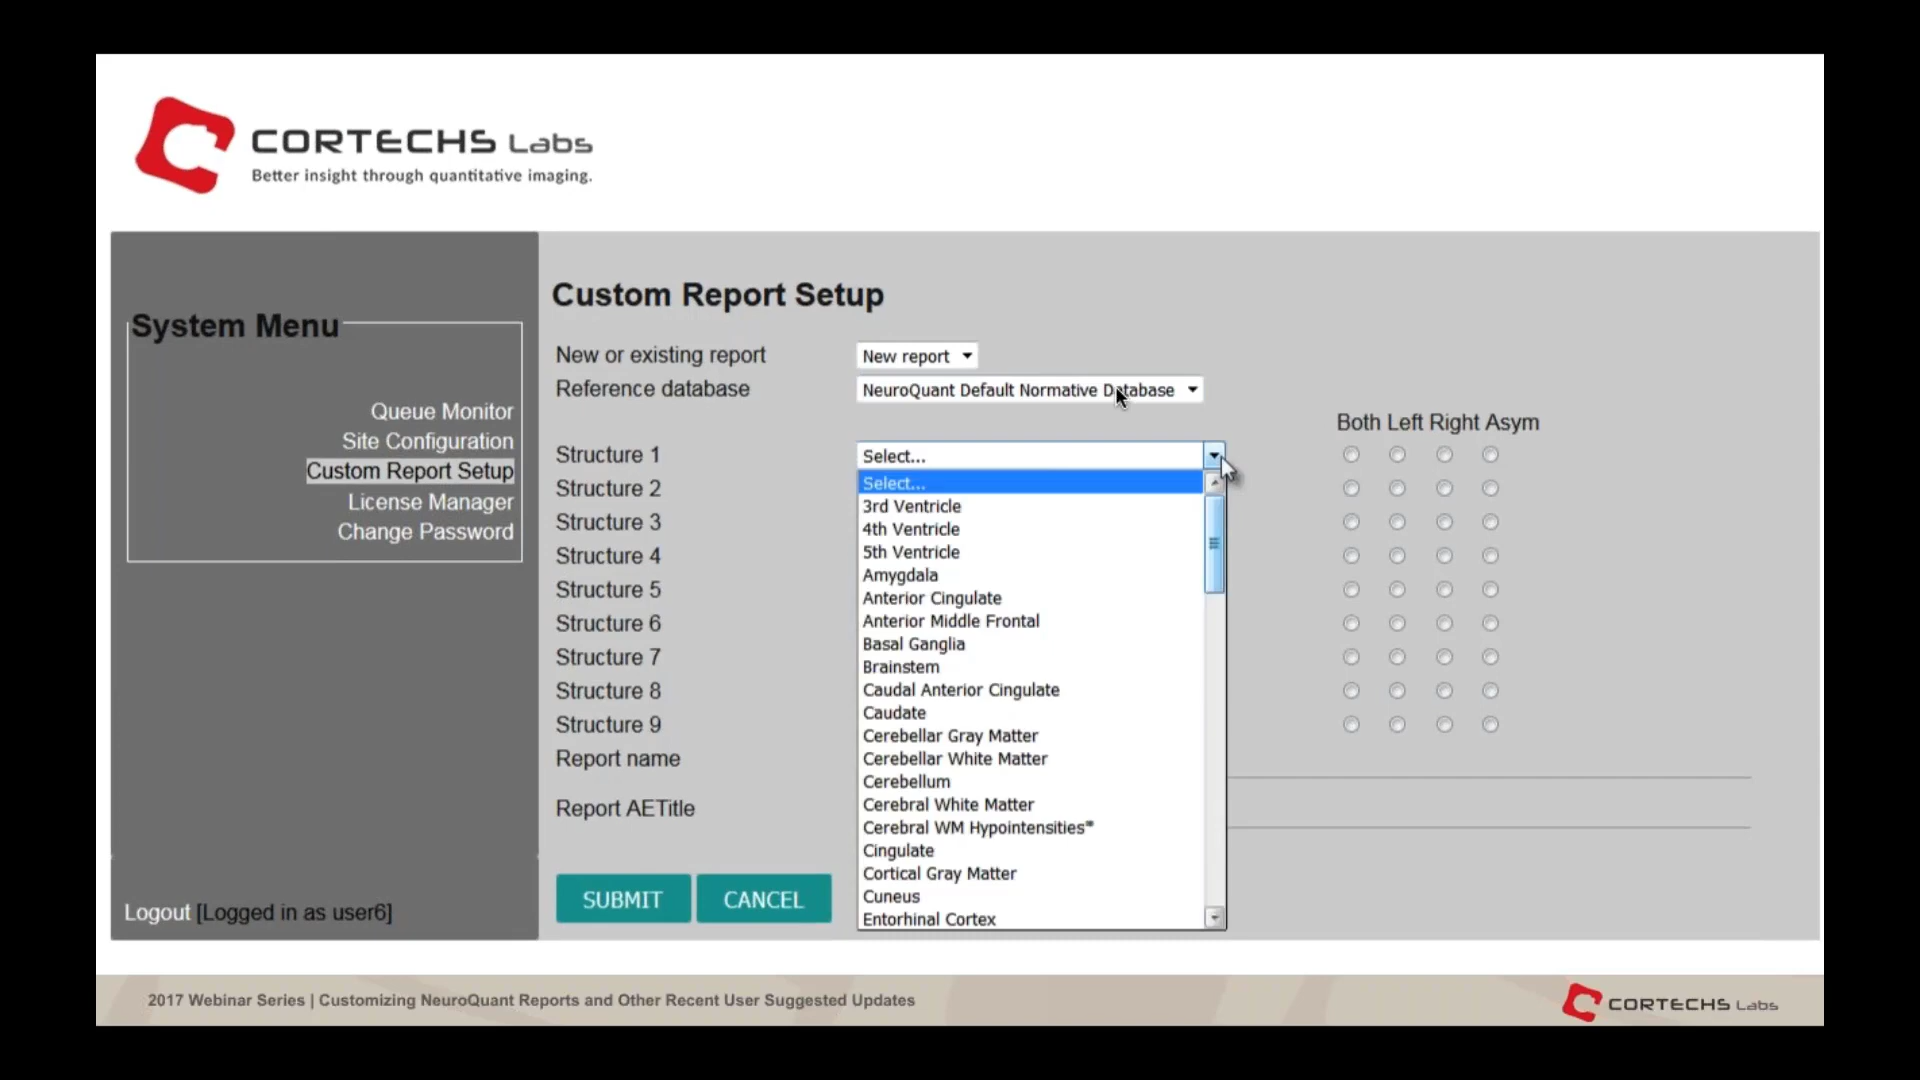 CORTECHS Labs
Better insight through quantitative imaging.
System Menu
Queue Monitor
Site Configuration
Custom Report Setup
License Manager
Change Password
Logout [Logged in as user6]
Custom Report Setup
New or existing report New report
Reference database NeuroQuant Default Normative Database
Both Left Right Asym
Structure 1 Select...
Structure 2
Structure 3
Structure 4
Structure 5
Structure 6
Structure 7
Structure 8
Structure 9
Report name
Report AETitle
Select...
3rd Ventricle
4th Ventricle
5th Ventricle
Amygdala
Anterior Cingulate
Anterior Middle Frontal
Basal Ganglia
Brainstem
Caudal Anterior Cingulate
Caudate
Cerebellar Gray Matter
Cerebellar White Matter
Cerebellum
Cerebral White Matter
Cerebral WM Hypointensities*
Cingulate
Cortical Gray Matter
Cuneus
Entorhinal Cortex
SUBMIT CANCEL
2017 Webinar Series | Customizing NeuroQuant Reports and Other Recent User Suggested Updates
CORTECHS Labs